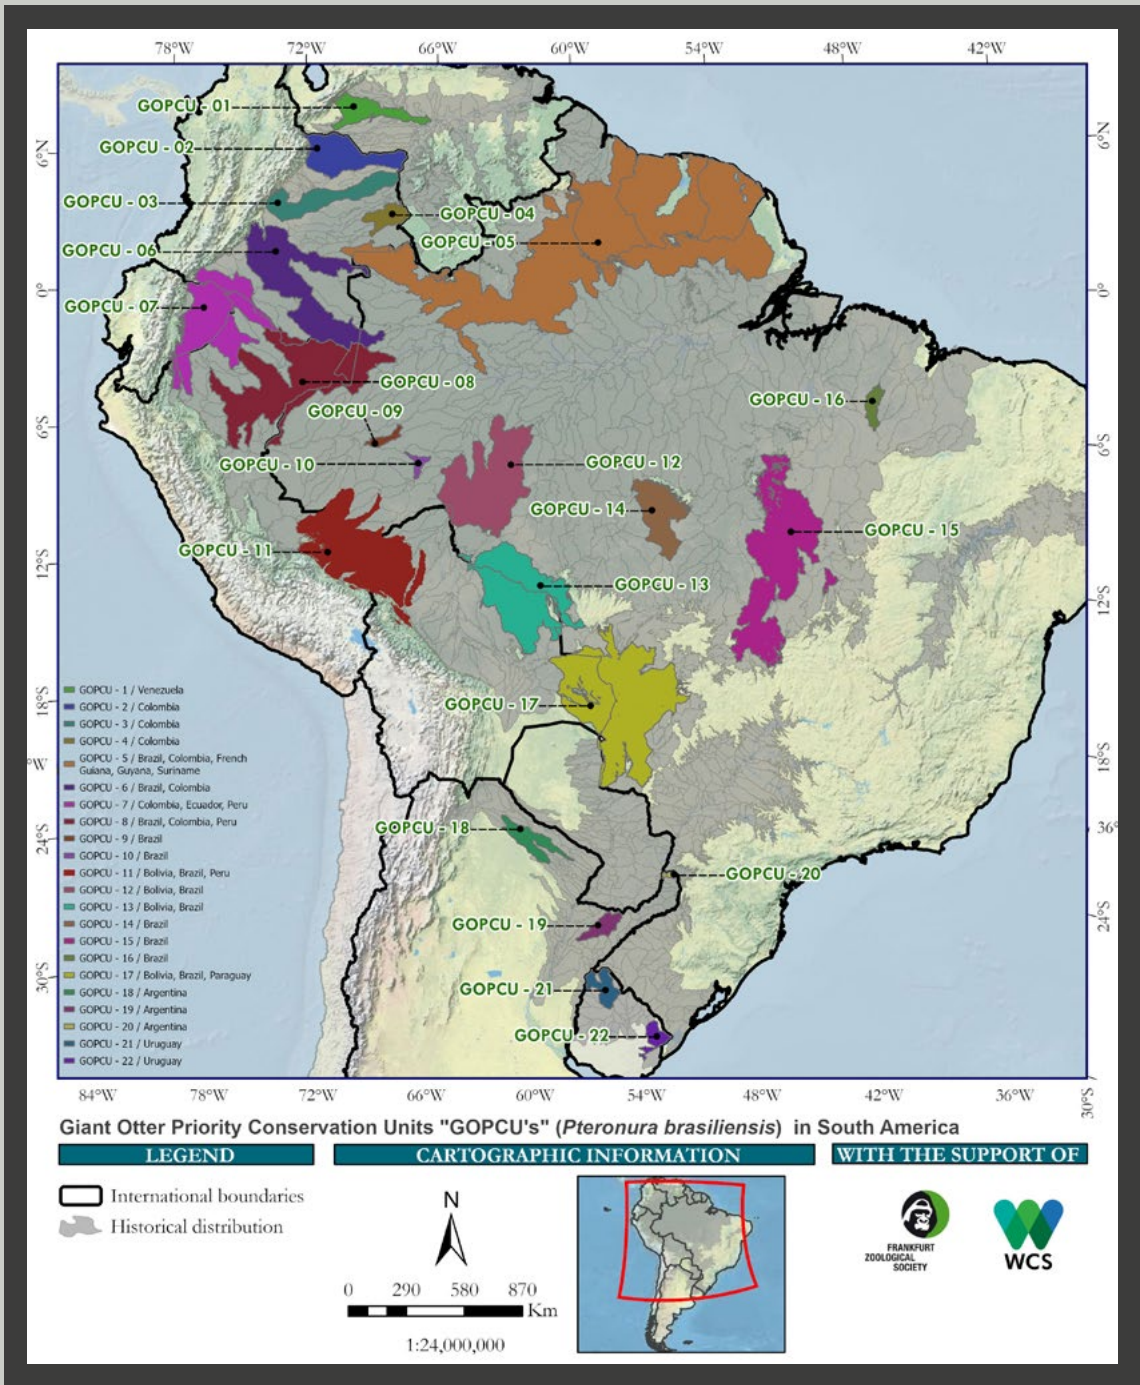 78°W 72°W 66°W 60°W 54°W 48°W 42°W
6°N
0°
6°S
12°S
18°S
°W
24°S
30°S
6°N
0°
6°S
12°S
18°S
36°
24°S
30°S
GOPCU - 01
GOPCU - 02
GOPCU - 03
GOPCU - 04
GOPCU - 05
GOPCU - 06
GOPCU - 07
GOPCU - 08
GOPCU - 09
GOPCU - 10
GOPCU - 11
GOPCU - 12
GOPCU - 13
GOPCU - 14
GOPCU - 15
GOPCU - 16
GOPCU - 17
GOPCU - 18
GOPCU - 19
GOPCU - 20
GOPCU - 21
GOPCU - 22
GOPCU - 1 / Venezuela
GOPCU - 2 / Colombia
GOPCU - 3 / Colombia
GOPCU - 4 / Colombia
GOPCU - 5 / Brazil, Colombia, French
Guiana, Guyana, Suriname
GOPCU - 6 / Brazil, Colombia
GOPCU - 7 / Colombia, Ecuador, Peru
GOPCU - 8 / Brazil, Colombia, Peru
GOPCU - 9 / Brazil
GOPCU - 10 / Brazil
GOPCU - 11 / Bolivia, Brazil, Peru
GOPCU - 12 / Bolivia, Brazil
GOPCU - 13 / Bolivia, Brazil
GOPCU - 14 / Brazil
GOPCU - 15 / Brazil
GOPCU - 16 / Brazil
GOPCU - 17 / Bolivia, Brazil, Paraguay
GOPCU - 18 / Argentina
GOPCU - 19 / Argentina
GOPCU - 20 / Argentina
GOPCU - 21 / Uruguay
GOPCU - 22 / Uruguay
84°W 78°W 72°W 66°W 60°W 54°W 48°W 42°W 36°W
Giant Otter Priority Conservation Units "GOPCU's" (Pteronura brasiliensis) in South America
LEGEND
International boundaries
Historical distribution
CARTOGRAPHIC INFORMATION
N
0 290 580 870
Km
1:24,000,000
WITH THE SUPPORT OF
FRANKFURT
ZOOLOGICAL
SOCIETY
WCS